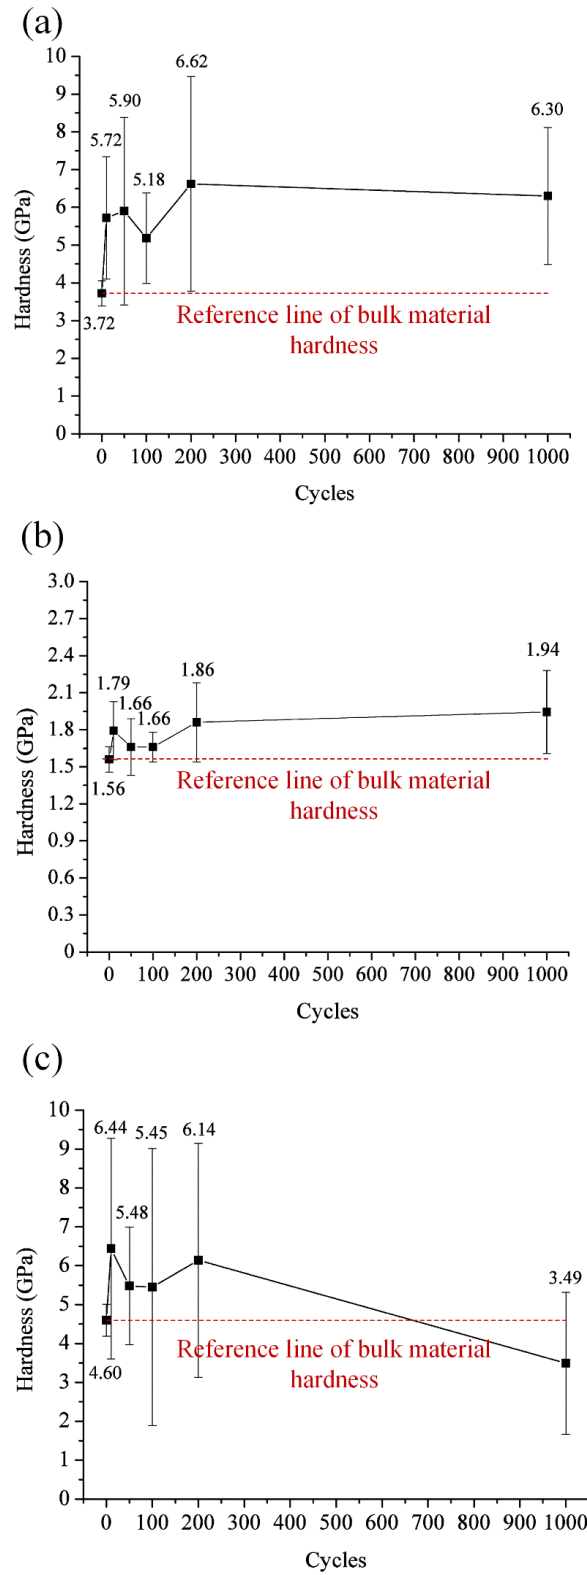 (a)
10
9
8
7
6
5
4
3
2
1
0
Hardness (GPa)
3.72
5.72
5.90
5.18
6.62
6.30
Reference line of bulk material
hardness
0 100 200 300 400 500 600 700 800 900 1000
Cycles
(b)
3.0
2.7
2.4
2.1
1.8
1.5
1.2
0.9
0.6
0.3
0
Hardness (GPa)
1.56
1.79
1.66
1.66
1.86
1.94
Reference line of bulk material
hardness
0 100 200 300 400 500 600 700 800 900 1000
Cycles
(c)
10
9
8
7
6
5
4
3
2
1
0
Hardness (GPa)
4.60
6.44
5.48
5.45
6.14
3.49
Reference line of bulk material
hardness
0 100 200 300 400 500 600 700 800 900 1000
Cycles